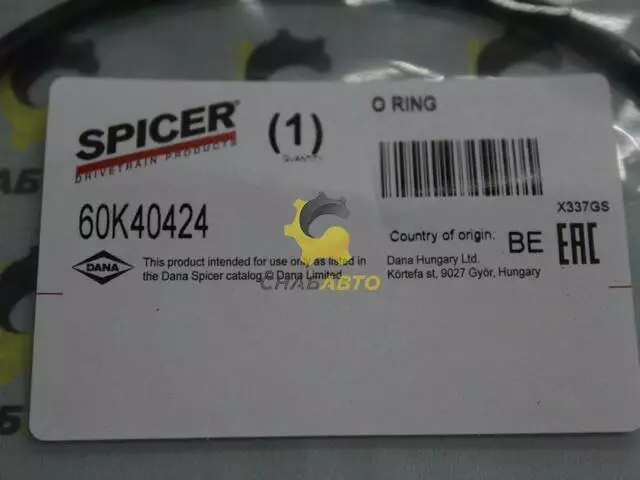 SPICER®
DRIVETRAIN PRODUCTS
(1)
QUANTITY
O RING
X337GS
60K40424
Country of origin: BE
EAC
DANA
This product intended for use only as listed in
the Dana Spicer catalog © Dana Limited
Dana Hungary Ltd.
Körtefa st, 9027 Győr, Hungary
СНАБАВТО
СНАБ
АБ